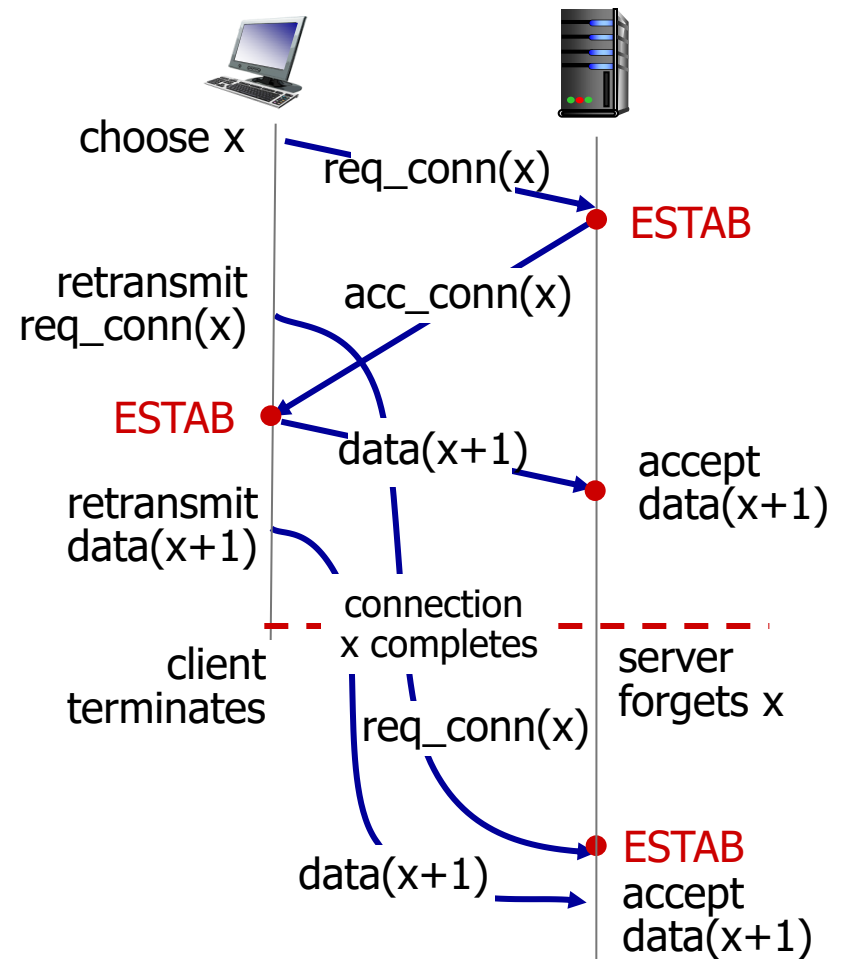 choose x
req_conn(x)
ESTAB
retransmit
req_conn(x)
acc_conn(x)
ESTAB
data(x+1)
accept
data(x+1)
retransmit
data(x+1)
connection
x completes
client
terminates
server
forgets x
req_conn(x)
ESTAB
data(x+1)
accept
data(x+1)